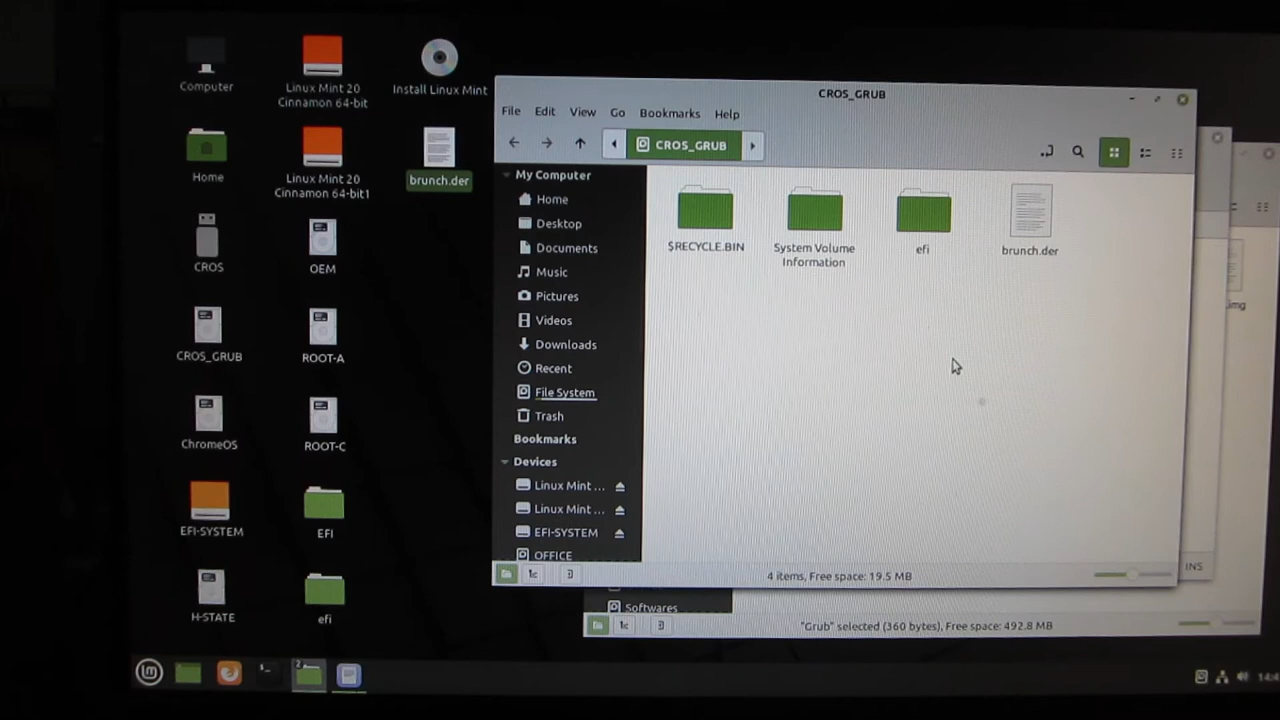 Computer
Linux Mint 20
Cinnamon 64-bit
Install Linux Mint
Home
Linux Mint 20
Cinnamon 64-bit1
brunch.der
CROS
OEM
CROS_GRUB
ROOT-A
ChromeOS
ROOT-C
EFI-SYSTEM
EFI
H-STATE
efi
CROS_GRUB
File Edit View Go Bookmarks Help
CROS_GRUB
My Computer
Home
Desktop
Documents
Music
Pictures
Videos
Downloads
Recent
File System
Trash
Bookmarks
Devices
Linux Mint ...
Linux Mint ...
EFI-SYSTEM
OFFICE
$RECYCLE.BIN
System Volume
Information
efi
brunch.der
4 items, Free space: 19.5 MB
INS
.img
Softwares
"Grub" selected (360 bytes), Free space: 492.8 MB
lm
2
14:4